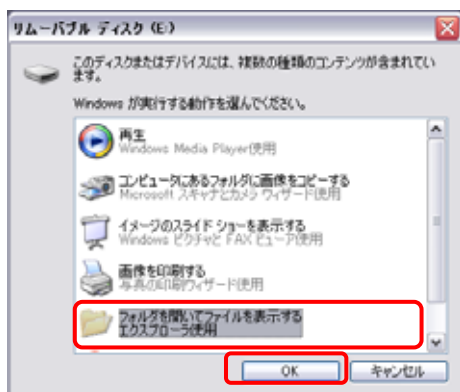 リムーバブル ディスク (E:)
このディスクまたはデバイスには、複数の種類のコンテンツが含まれてい
ます。
Windows が実行する動作を選んでください。
再生
Windows Media Player使用
コンピュータにあるフォルダに画像をコピーする
Microsoft スキャナとカメラ ウィザード使用
イメージのスライド ショーを表示する
Windows ピクチャと FAX ビューア使用
画像を印刷する
写真の印刷ウィザード使用
フォルダを開いてファイルを表示する
エクスプローラ使用
OK
キャンセル